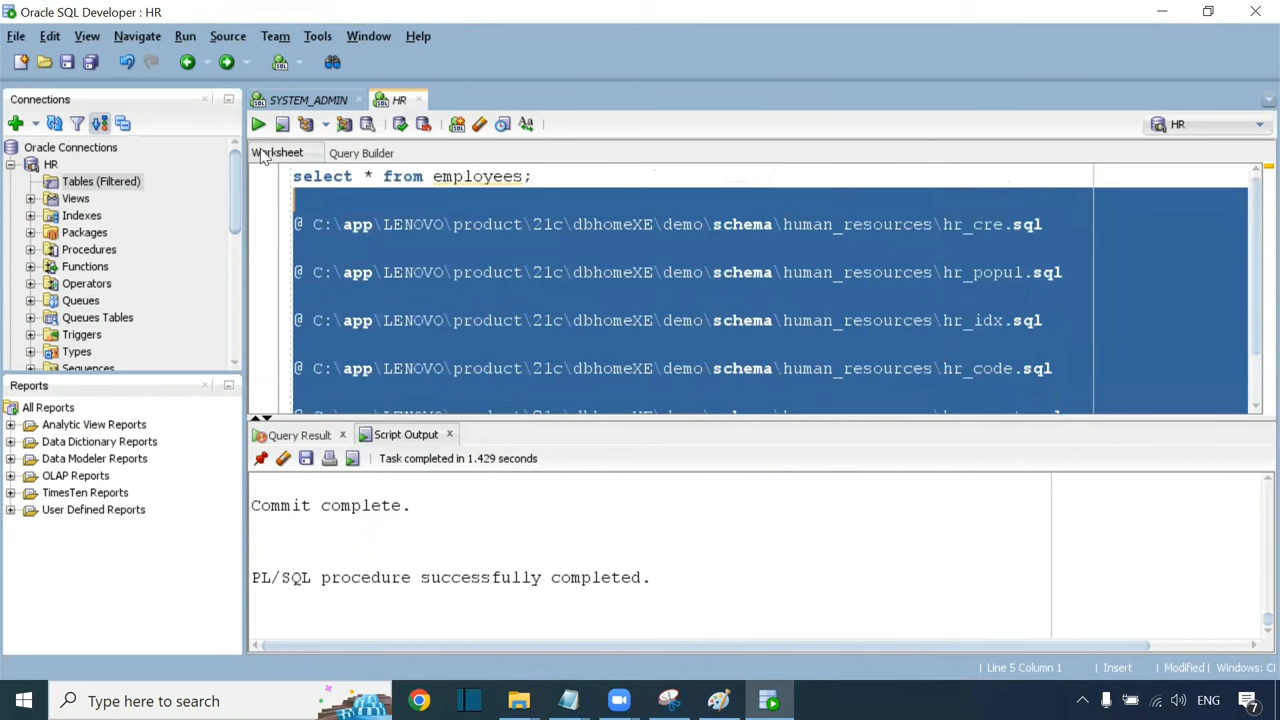 Oracle SQL Developer : HR
File Edit View Navigate Run Source Team Tools Window Help
Connections
Oracle Connections
HR
Tables (Filtered)
Views
Indexes
Packages
Procedures
Functions
Operators
Queues
Queues Tables
Triggers
Types
Sequences
Reports
All Reports
Analytic View Reports
Data Dictionary Reports
Data Modeler Reports
OLAP Reports
TimesTen Reports
User Defined Reports
SYSTEM_ADMIN HR
HR
Worksheet Query Builder
select * from employees;
@ C:\app\LENOVO\product\21c\dbhomeXE\demo\schema\human_resources\hr_cre.sql
@ C:\app\LENOVO\product\21c\dbhomeXE\demo\schema\human_resources\hr_popul.sql
@ C:\app\LENOVO\product\21c\dbhomeXE\demo\schema\human_resources\hr_idx.sql
@ C:\app\LENOVO\product\21c\dbhomeXE\demo\schema\human_resources\hr_code.sql
Query Result Script Output
Task completed in 1.429 seconds
Commit complete.
PL/SQL procedure successfully completed.
Line 5 Column 1 Insert Modified Windows: Cl
Type here to search
ENG
7